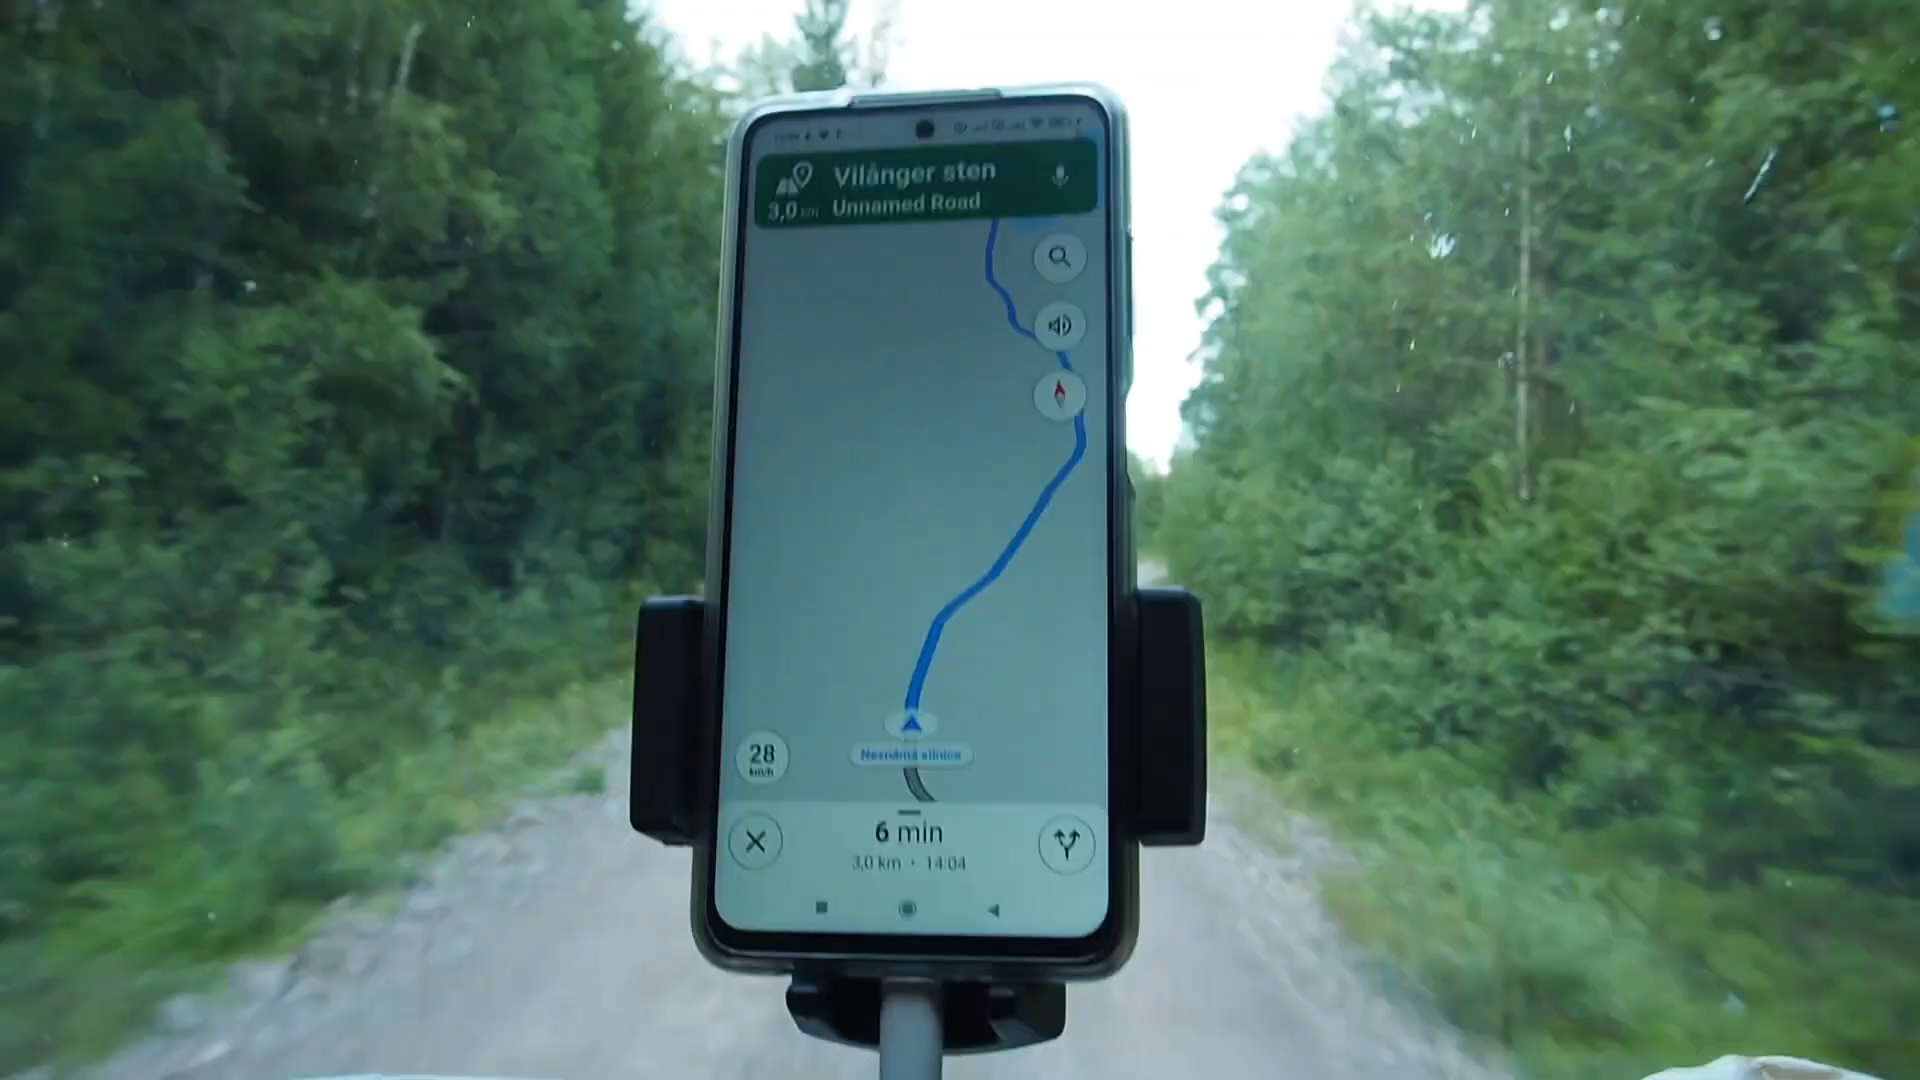 Vilånger sten
3,0 km Unnamed Road
28
km/h
Neznámá silnice
6 min
3,0 km · 14:04